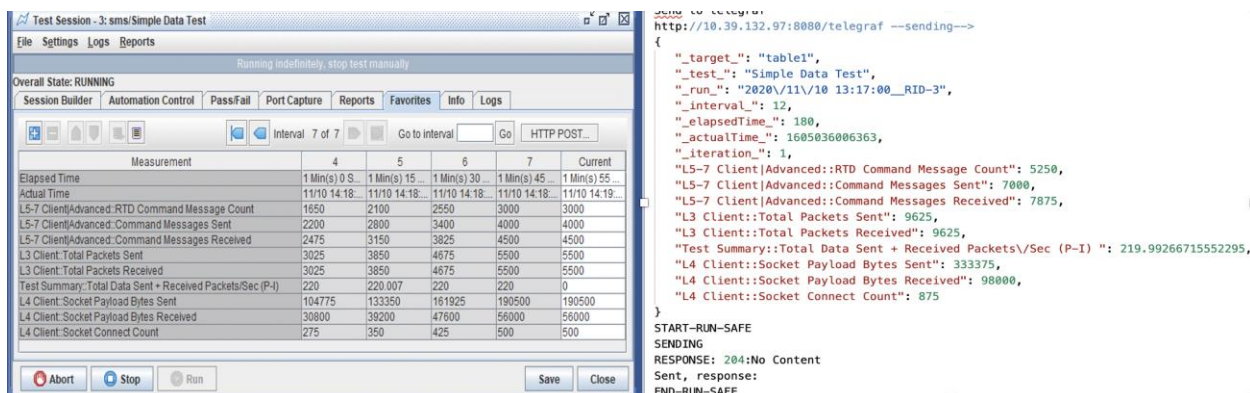 Test Session - 3: sms/Simple Data Test
File Settings Logs Reports
Running indefinitely, stop test manually
Overall State: RUNNING
Session Builder Automation Control Pass/Fail Port Capture Reports Favorites Info Logs
Interval 7 of 7 Go to interval Go HTTP POST...
Measurement 4 5 6 7 Current
Elapsed Time 1 Min(s) 0 S... 1 Min(s) 15 ... 1 Min(s) 30 ... 1 Min(s) 45 ... 1 Min(s) 55 ...
Actual Time 11/10 14:18:... 11/10 14:18:... 11/10 14:18:... 11/10 14:18:... 11/10 14:19:...
L5-7 Client|Advanced::RTD Command Message Count 1650 2100 2550 3000 3000
L5-7 Client|Advanced::Command Messages Sent 2200 2800 3400 4000 4000
L5-7 Client|Advanced::Command Messages Received 2475 3150 3825 4500 4500
L3 Client::Total Packets Sent 3025 3850 4675 5500 5500
L3 Client::Total Packets Received 3025 3850 4675 5500 5500
Test Summary::Total Data Sent + Received Packets/Sec (P-I) 220 220.007 220 220 0
L4 Client::Socket Payload Bytes Sent 104775 133350 161925 190500 190500
L4 Client::Socket Payload Bytes Received 30800 39200 47600 56000 56000
L4 Client::Socket Connect Count 275 350 425 500 500
Abort Stop Run Save Close
Send to telegraf
http://10.39.132.97:8080/telegraf --sending-->
{
"_target_": "table1",
"_test_": "Simple Data Test",
"_run_": "2020\/11\/10 13:17:00__RID-3",
"_interval_": 12,
"_elapsedTime_": 180,
"_actualTime_": 1605036006363,
"_iteration_": 1,
"L5-7 Client|Advanced::RTD Command Message Count": 5250,
"L5-7 Client|Advanced::Command Messages Sent": 7000,
"L5-7 Client|Advanced::Command Messages Received": 7875,
"L3 Client::Total Packets Sent": 9625,
"L3 Client::Total Packets Received": 9625,
"Test Summary::Total Data Sent + Received Packets\/Sec (P-I) ": 219.99266715552295,
"L4 Client::Socket Payload Bytes Sent": 333375,
"L4 Client::Socket Payload Bytes Received": 98000,
"L4 Client::Socket Connect Count": 875
}
START-RUN-SAFE
SENDING
RESPONSE: 204:No Content
Sent, response:
END-RUN-SAFE